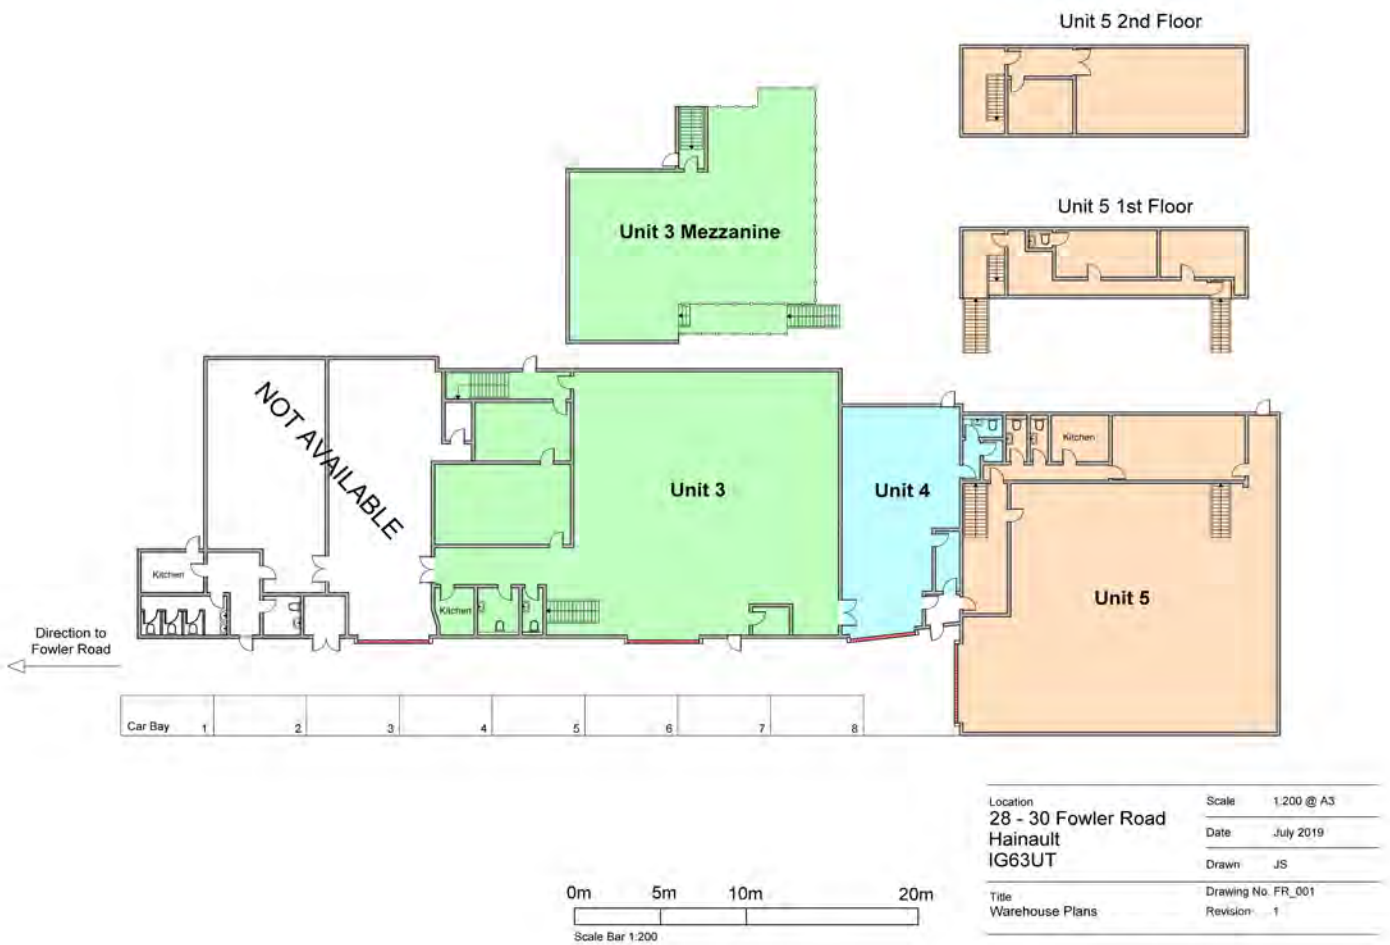 Unit 5 2nd Floor
Unit 5 1st Floor
Unit 3 Mezzanine
NOT AVAILABLE
Unit 3
Unit 4
Kitchen
Unit 5
Kitchen
Kitchen
Direction to
Fowler Road
Car Bay 1 2 3 4 5 6 7 8
Location
28 - 30 Fowler Road
Hainault
IG63UT
Scale 1:200 @ A3
Date July 2019
Drawn JS
Title
Warehouse Plans
Drawing No. FR_001
Revision 1
0m 5m 10m 20m
Scale Bar 1:200